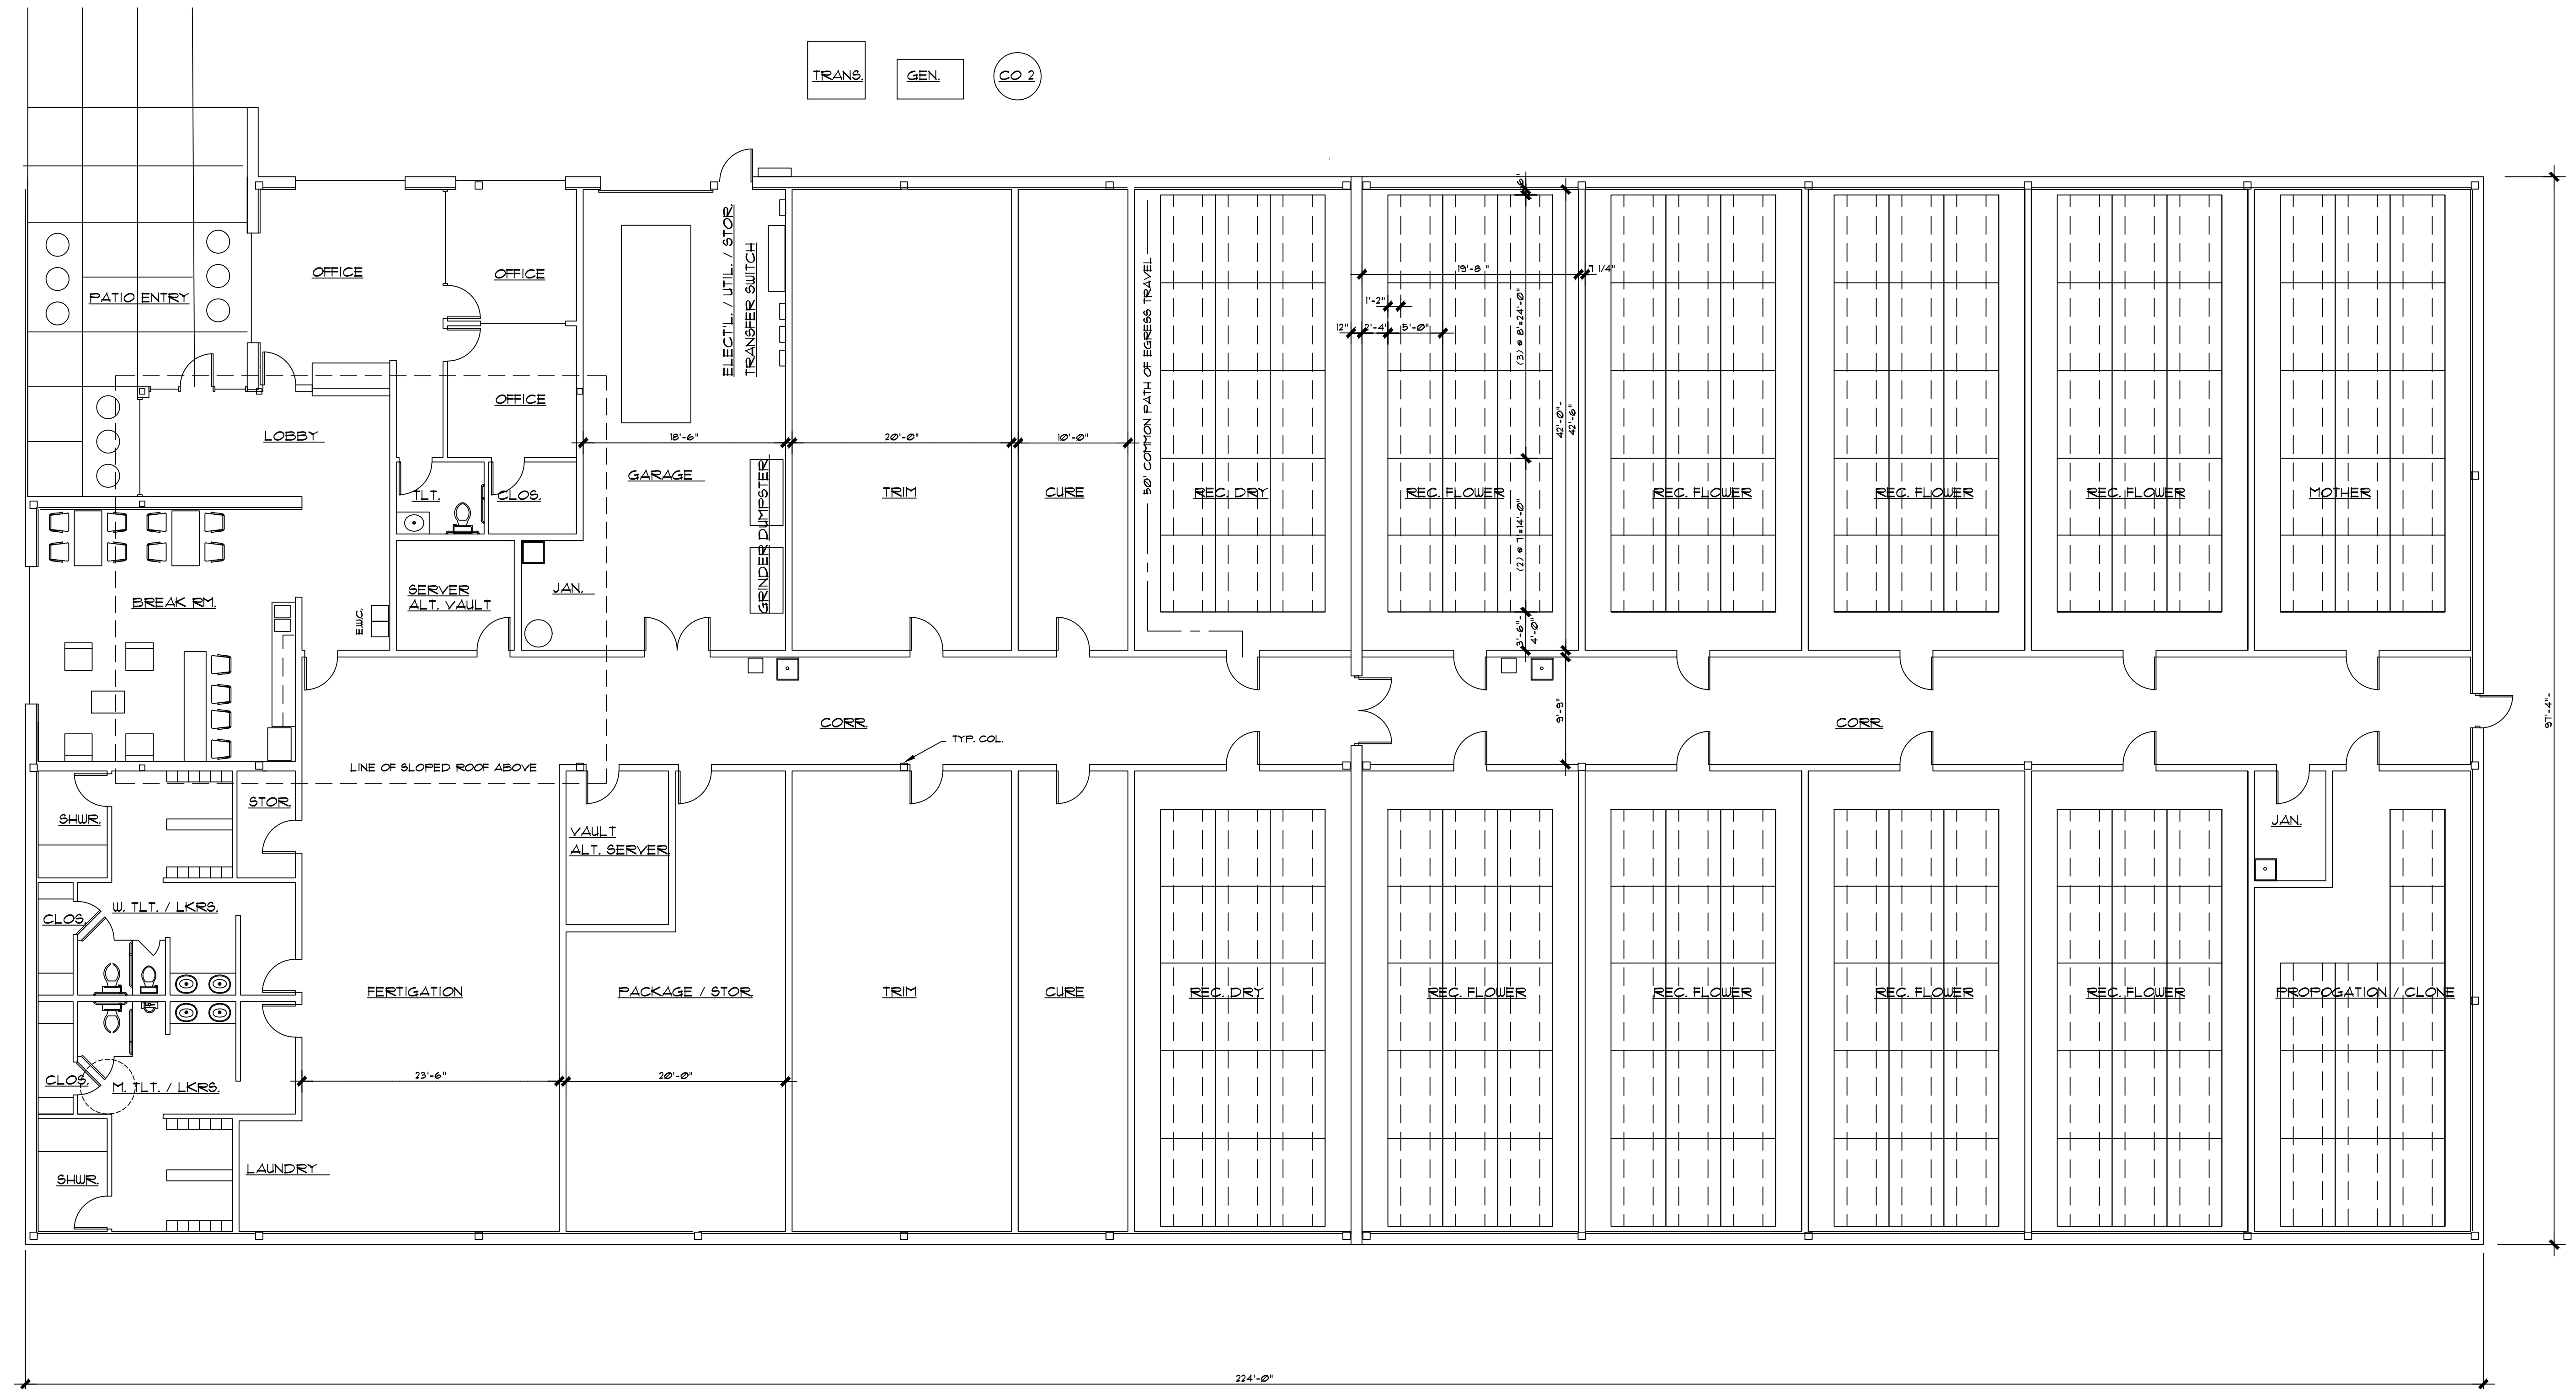 TRANS.
GEN.
CO 2
OFFICE
OFFICE
OFFICE
PATIO ENTRY
LOBBY
ELECT'L. / UTIL. / STOR.
TRANSFER SWITCH
50' COMMON PATH OF EGRESS TRAVEL
6"
19'-8 "
7 1/4"
1'-2"
12"
2'-4"
5'-0"
(3) @ 8'=24'-0"
42'-0"-
42'-6"
18'-6"
20'-0"
10'-0"
GARAGE
GRINDER DUMPSTER
TLT.
CLOS.
TRIM
CURE
REC. DRY
REC. FLOWER
REC. FLOWER
REC. FLOWER
REC. FLOWER
MOTHER
(2) @ 7'=14'-0"
3'-6"-
4'-0"
BREAK RM.
E.W.C.
SERVER
ALT. VAULT
JAN.
CORR.
CORR.
9'-9"
97'-4"-
TYP. COL.
LINE OF SLOPED ROOF ABOVE
STOR.
SHWR.
VAULT
ALT. SERVER
JAN.
W. TLT. / LKRS.
CLOS.
FERTIGATION
PACKAGE / STOR.
TRIM
CURE
REC. DRY
REC. FLOWER
REC. FLOWER
REC. FLOWER
REC. FLOWER
PROPOGATION / CLONE
23'-6"
20'-0"
CLOS.
M. TLT. / LKRS.
LAUNDRY
SHWR.
224'-0"